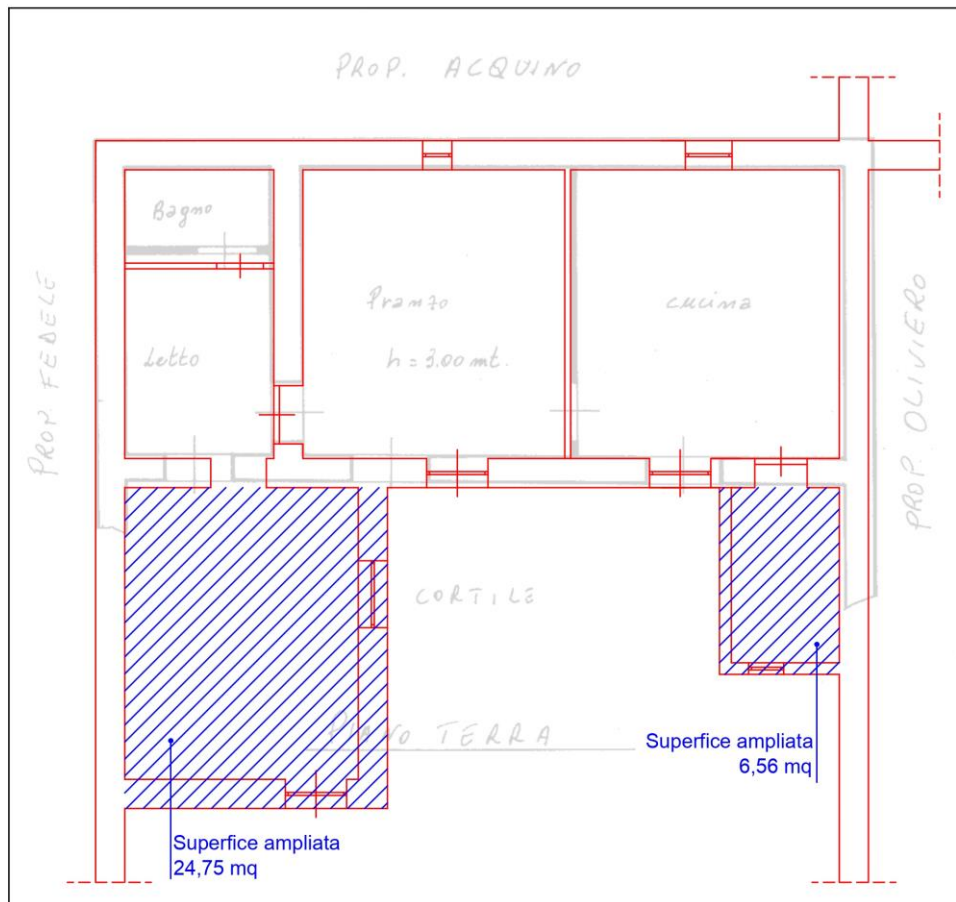 PROP. ACQUINO
Bagno
Pranzo
cucina
Letto
h = 3.00 mt.
PROP. FEDELE
PROP. OLIVIERO
CORTILE
PIANO TERRA
Superfice ampliata
6,56 mq
Superfice ampliata
24,75 mq